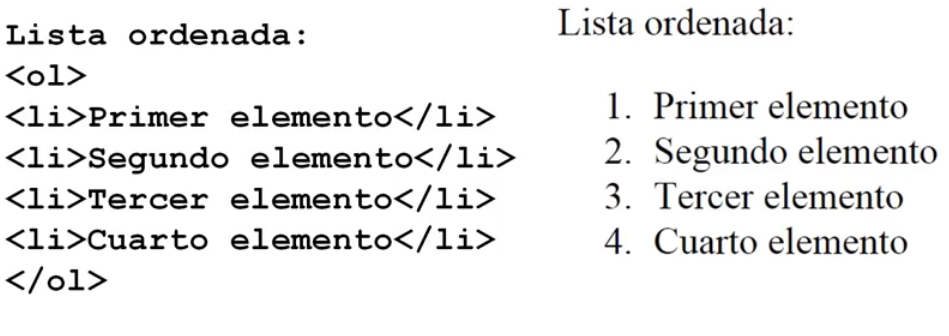 Lista ordenada:
<ol>
<li>Primer elemento</li>
<li>Segundo elemento</li>
<li>Tercer elemento</li>
<li>Cuarto elemento</li>
</ol>
Lista ordenada:
1. Primer elemento
2. Segundo elemento
3. Tercer elemento
4. Cuarto elemento